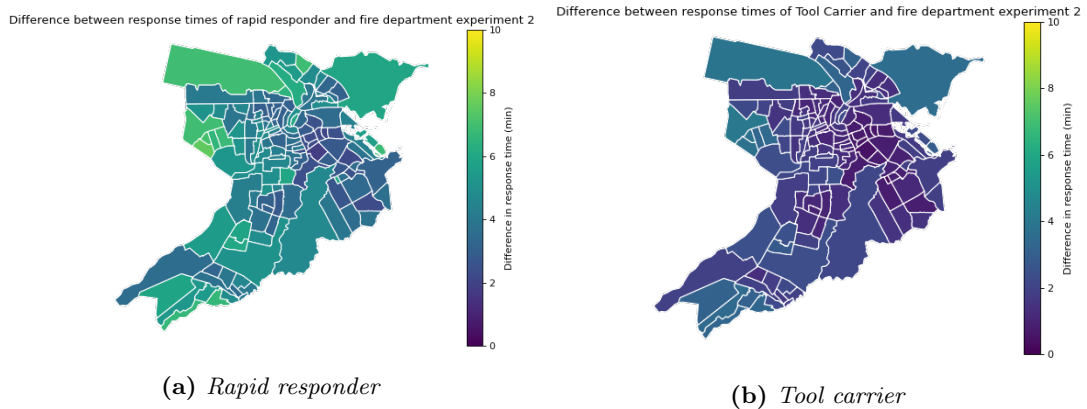 Difference between response times of rapid responder and fire department experiment 2
10
8
6
4
2
0
Difference in response time (min)
(a) Rapid responder
Difference between response times of Tool Carrier and fire department experiment 2
10
8
6
4
2
0
Difference in response time (min)
(b) Tool carrier